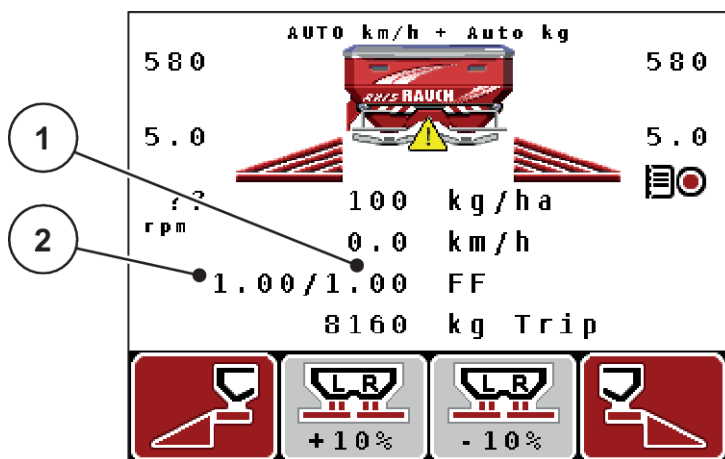 AUTO km/h + Auto kg
580 580
AXIS RAUCH
1
5.0 5.0
?? 100 kg/ha
rpm
2
0.0 km/h
1.00/1.00 FF
8160 kg Trip
L R L R
+10% -10%